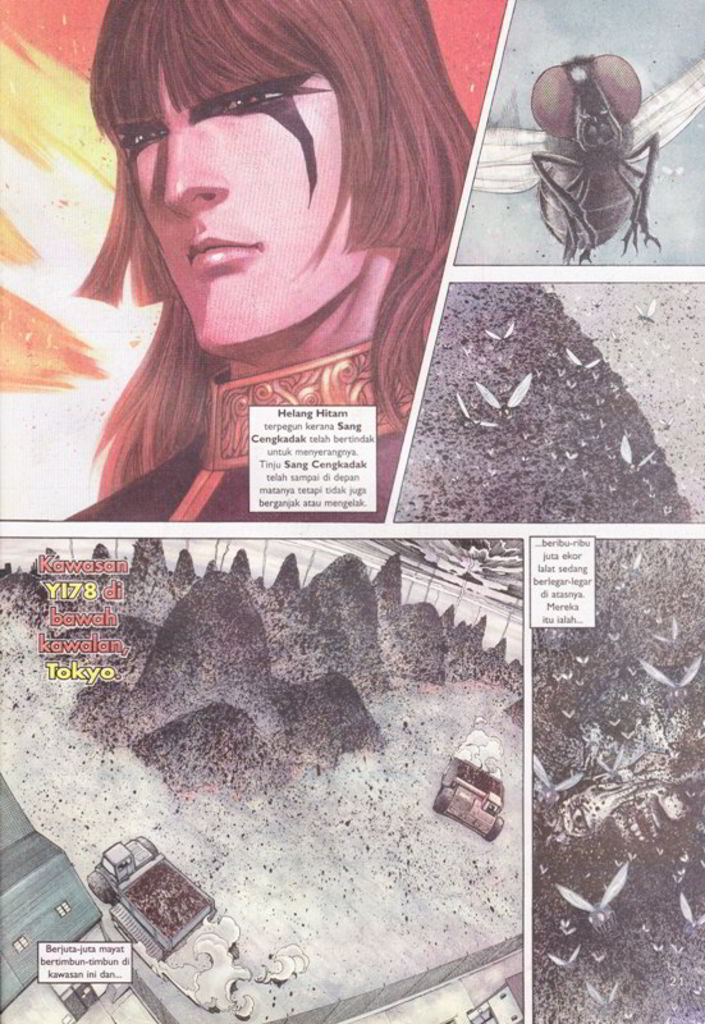 Helang Hitam
terpegun kerana Sang
Cengkadak telah bertindak
untuk menyerangnya.
Tinju Sang Cengkadak
telah sampai di depan
matanya tetapi tidak juga
berganjak atau mengelak.
Kawasan
Y178 di
bawah
kawalan,
Tokyo
Berjuta-juta mayat
bertimbun-timbun di
kawasan ini dan...
...beribu-ribu
juta ekor
lalat sedang
berlegar-legar
di atasnya.
Mereka
itu ialah...
21